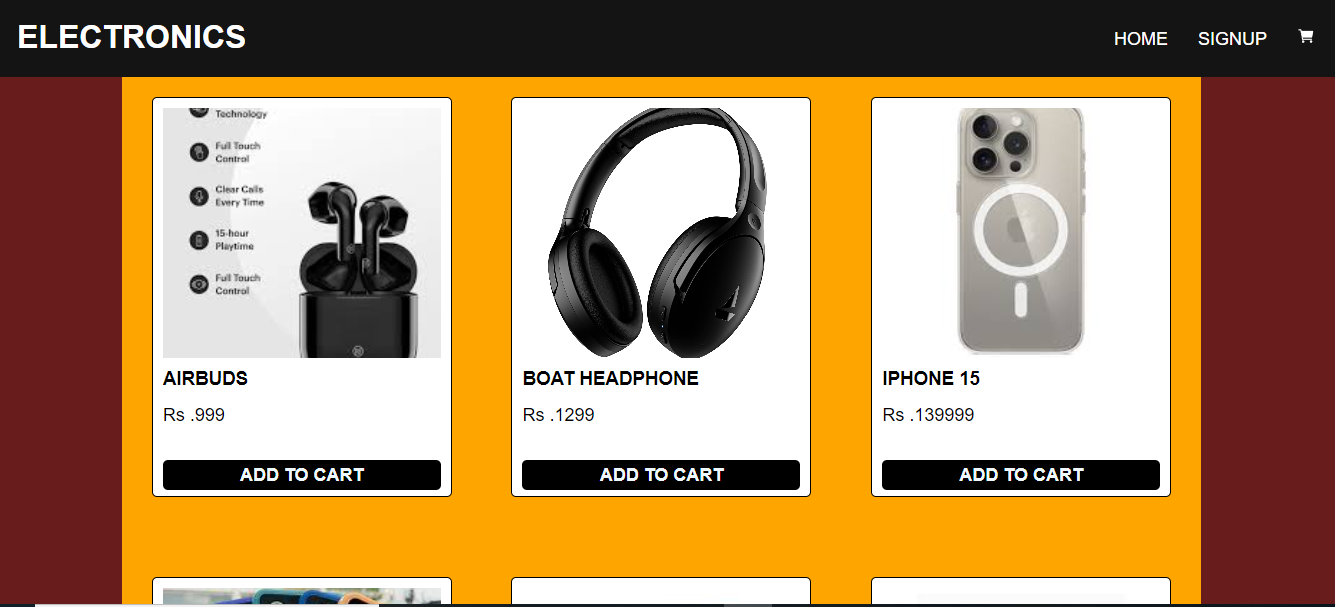 ELECTRONICS
HOME
SIGNUP
Technology
Full Touch
Control
Clear Calls
Every Time
15-hour
Playtime
Full Touch
Control
AIRBUDS
Rs .999
ADD TO CART
BOAT HEADPHONE
Rs .1299
ADD TO CART
IPHONE 15
Rs .139999
ADD TO CART